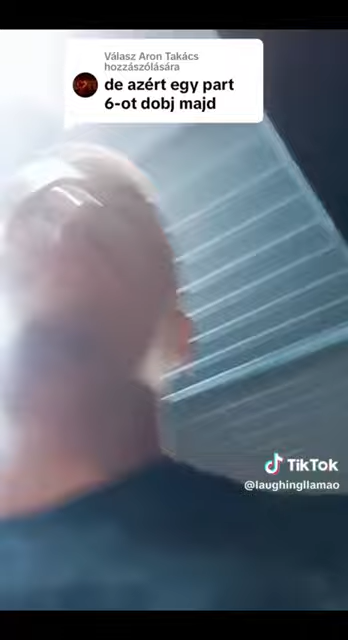 Válasz Aron Takács
hozzászólására
de azért egy part
6-ot dobj majd
TikTok
@laughingllamao